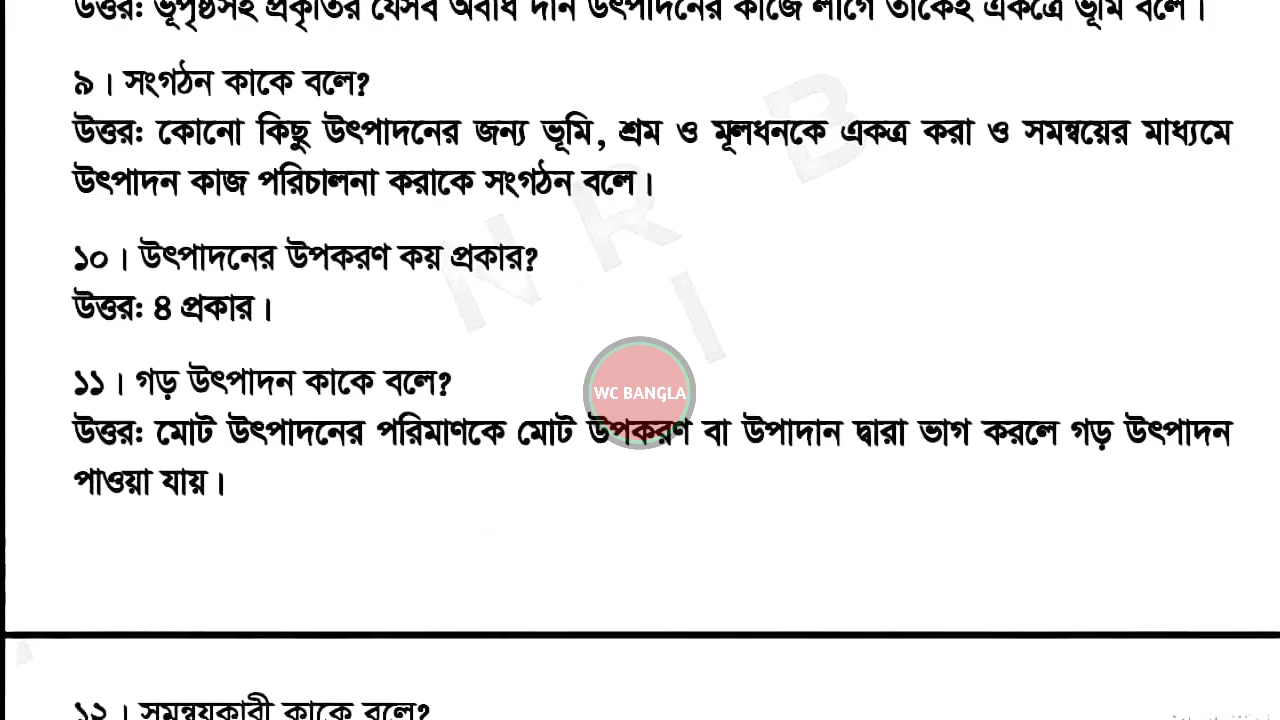 উত্তর: ভূপৃষ্ঠসহ প্রকৃতির যেসব অবাধ দান উৎপাদনের কাজে লাগে তাকেই একত্রে ভূমি বলে।
৯। সংগঠন কাকে বলে?
উত্তর: কোনো কিছু উৎপাদনের জন্য ভূমি, শ্রম ও মূলধনকে একত্র করা ও সমন্বয়ের মাধ্যমে
উৎপাদন কাজ পরিচালনা করাকে সংগঠন বলে।
১০। উৎপাদনের উপকরণ কয় প্রকার?
উত্তর: ৪ প্রকার।
১১। গড় উৎপাদন কাকে বলে?
WC BANGLA
উত্তর: মোট উৎপাদনের পরিমাণকে মোট উপকরণ বা উপাদান দ্বারা ভাগ করলে গড় উৎপাদন
পাওয়া যায়।
১২। সমন্বয়কারী কাকে বলে?